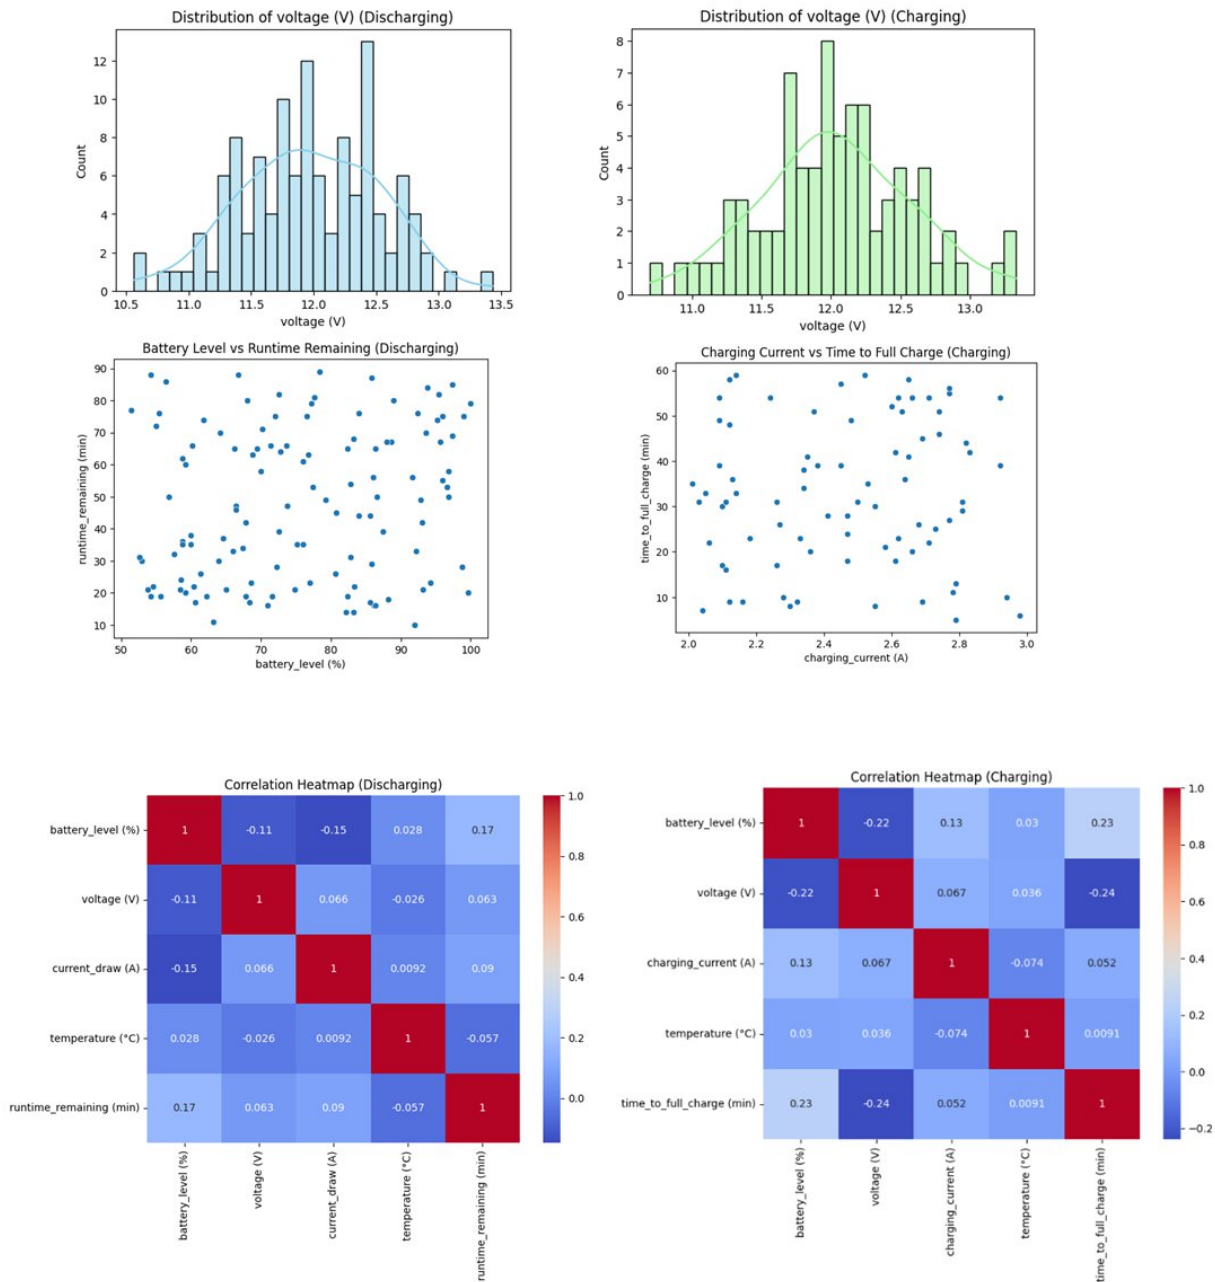 Distribution of voltage (V) (Discharging)
Count
12
10
8
6
4
2
0
10.5 11.0 11.5 12.0 12.5 13.0 13.5
voltage (V)
Distribution of voltage (V) (Charging)
Count
8
7
6
5
4
3
2
1
0
11.0 11.5 12.0 12.5 13.0
voltage (V)
Battery Level vs Runtime Remaining (Discharging)
runtime_remaining (min)
90
80
70
60
50
40
30
20
10
50 60 70 80 90 100
battery_level (%)
Charging Current vs Time to Full Charge (Charging)
time_to_full_charge (min)
60
50
40
30
20
10
2.0 2.2 2.4 2.6 2.8 3.0
charging_current (A)
Correlation Heatmap (Discharging)
battery_level (%) 1 -0.11 -0.15 0.028 0.17
voltage (V) -0.11 1 0.066 -0.026 0.063
current_draw (A) -0.15 0.066 1 0.0092 0.09
temperature (°C) 0.028 -0.026 0.0092 1 -0.057
runtime_remaining (min) 0.17 0.063 0.09 -0.057 1
battery_level (%)
voltage (V)
current_draw (A)
temperature (°C)
runtime_remaining (min)
1.0
0.8
0.6
0.4
0.2
0.0
Correlation Heatmap (Charging)
battery_level (%) 1 -0.22 0.13 0.03 0.23
voltage (V) -0.22 1 0.067 0.036 -0.24
charging_current (A) 0.13 0.067 1 -0.074 0.052
temperature (°C) 0.03 0.036 -0.074 1 0.0091
time_to_full_charge (min) 0.23 -0.24 0.052 0.0091 1
battery_level (%)
voltage (V)
charging_current (A)
temperature (°C)
time_to_full_charge (min)
1.0
0.8
0.6
0.4
0.2
0.0
−0.2